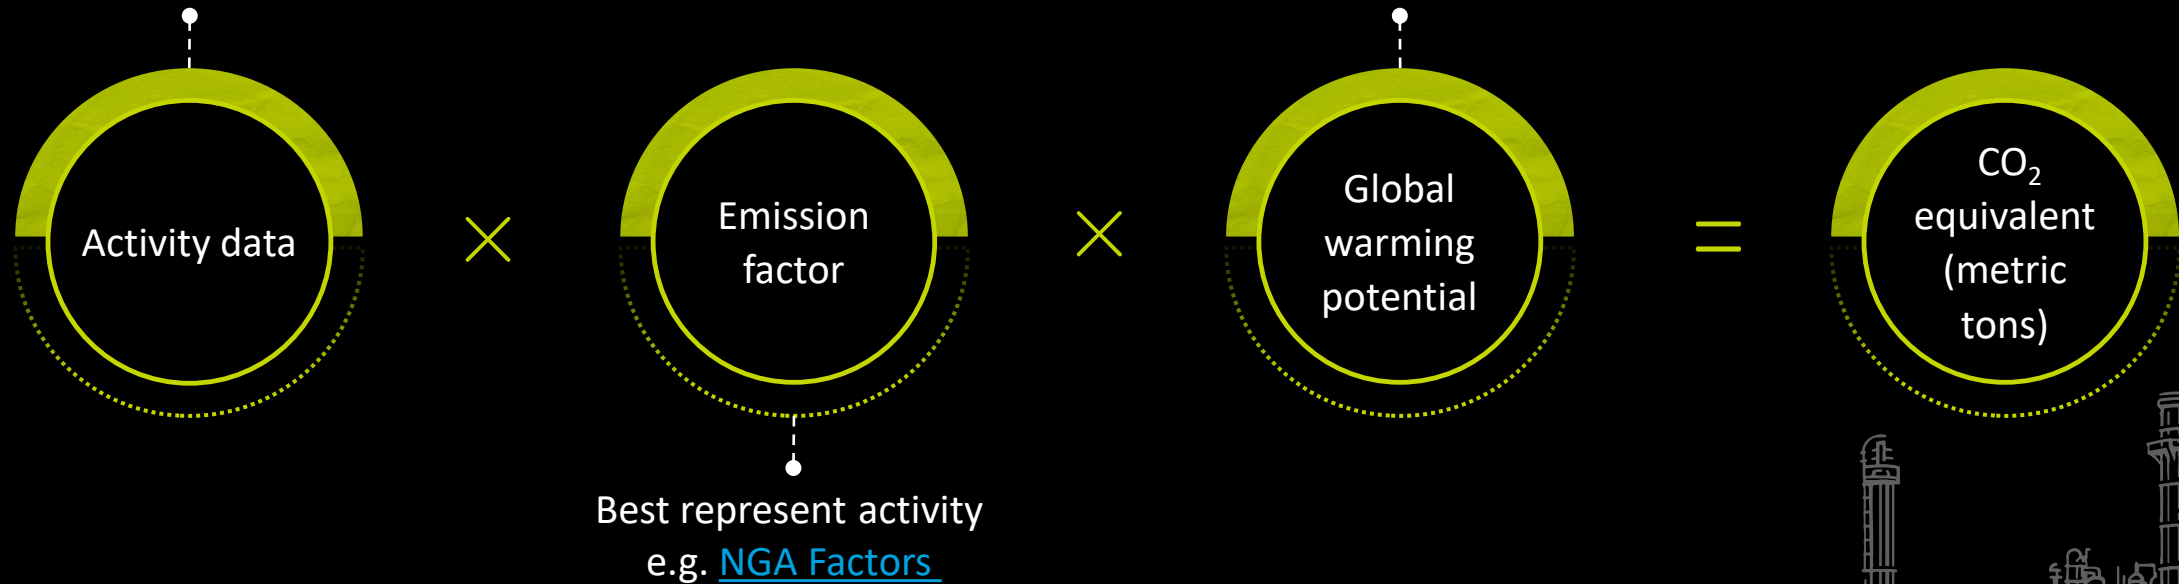 Activity data
×
Emission
factor
×
Global
warming
potential
=
CO₂
equivalent
(metric
tons)
Best represent activity
e.g. NGA Factors